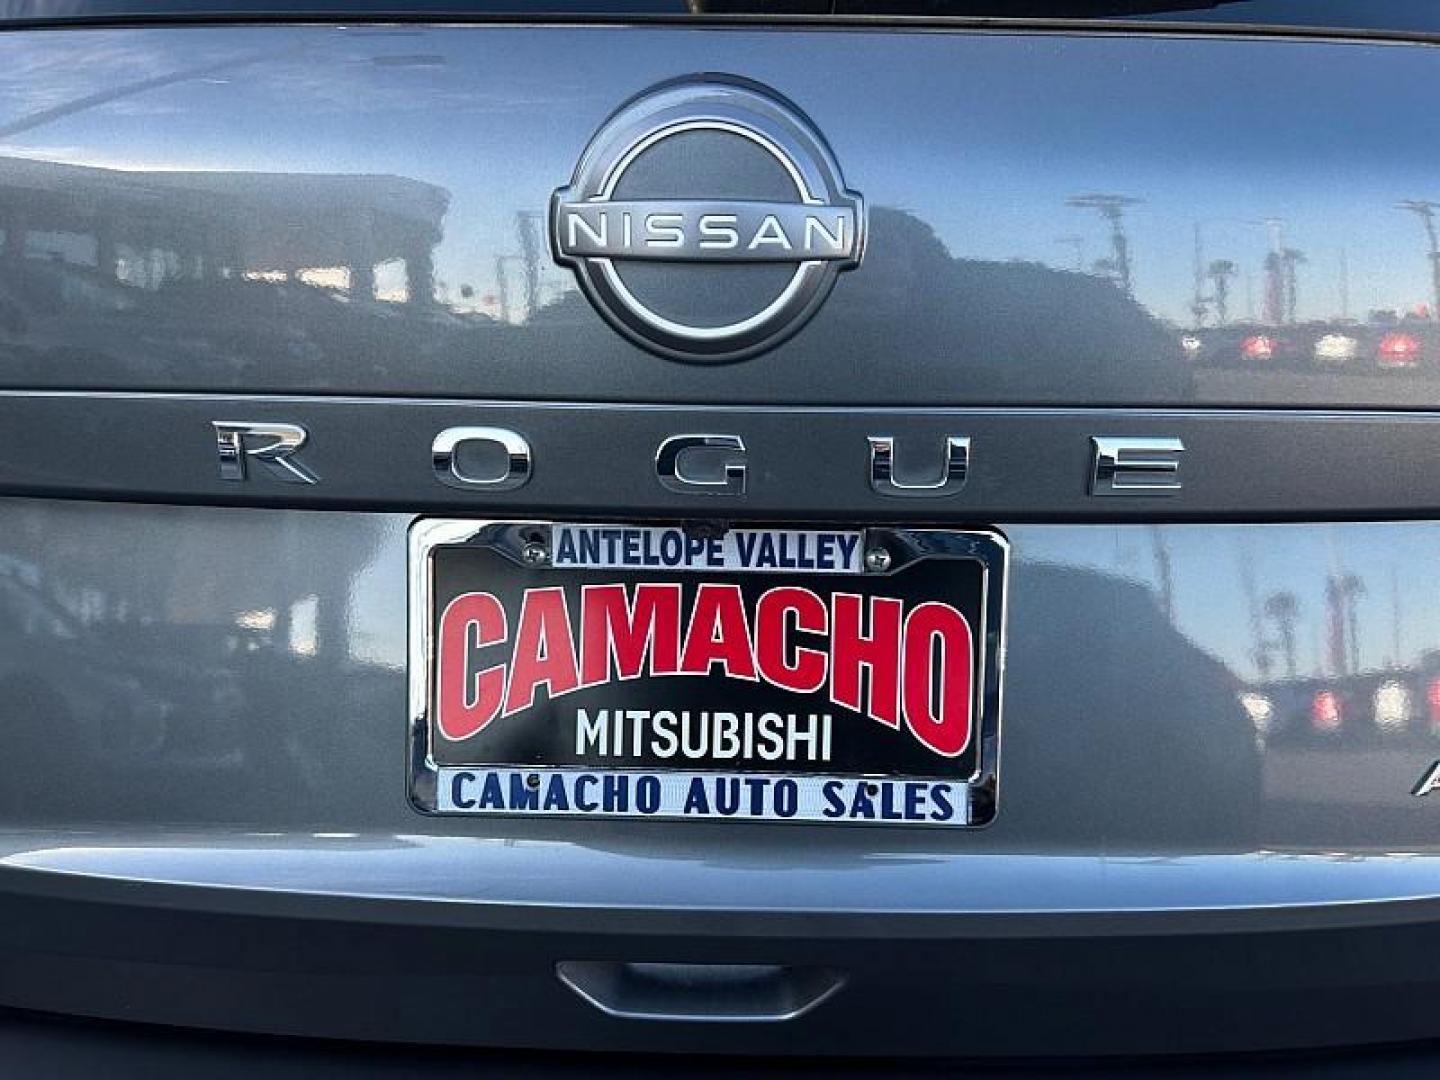 NISSAN
ROGUE
ANTELOPE VALLEY
CAMACHO
MITSUBISHI
CAMACHO AUTO SALES